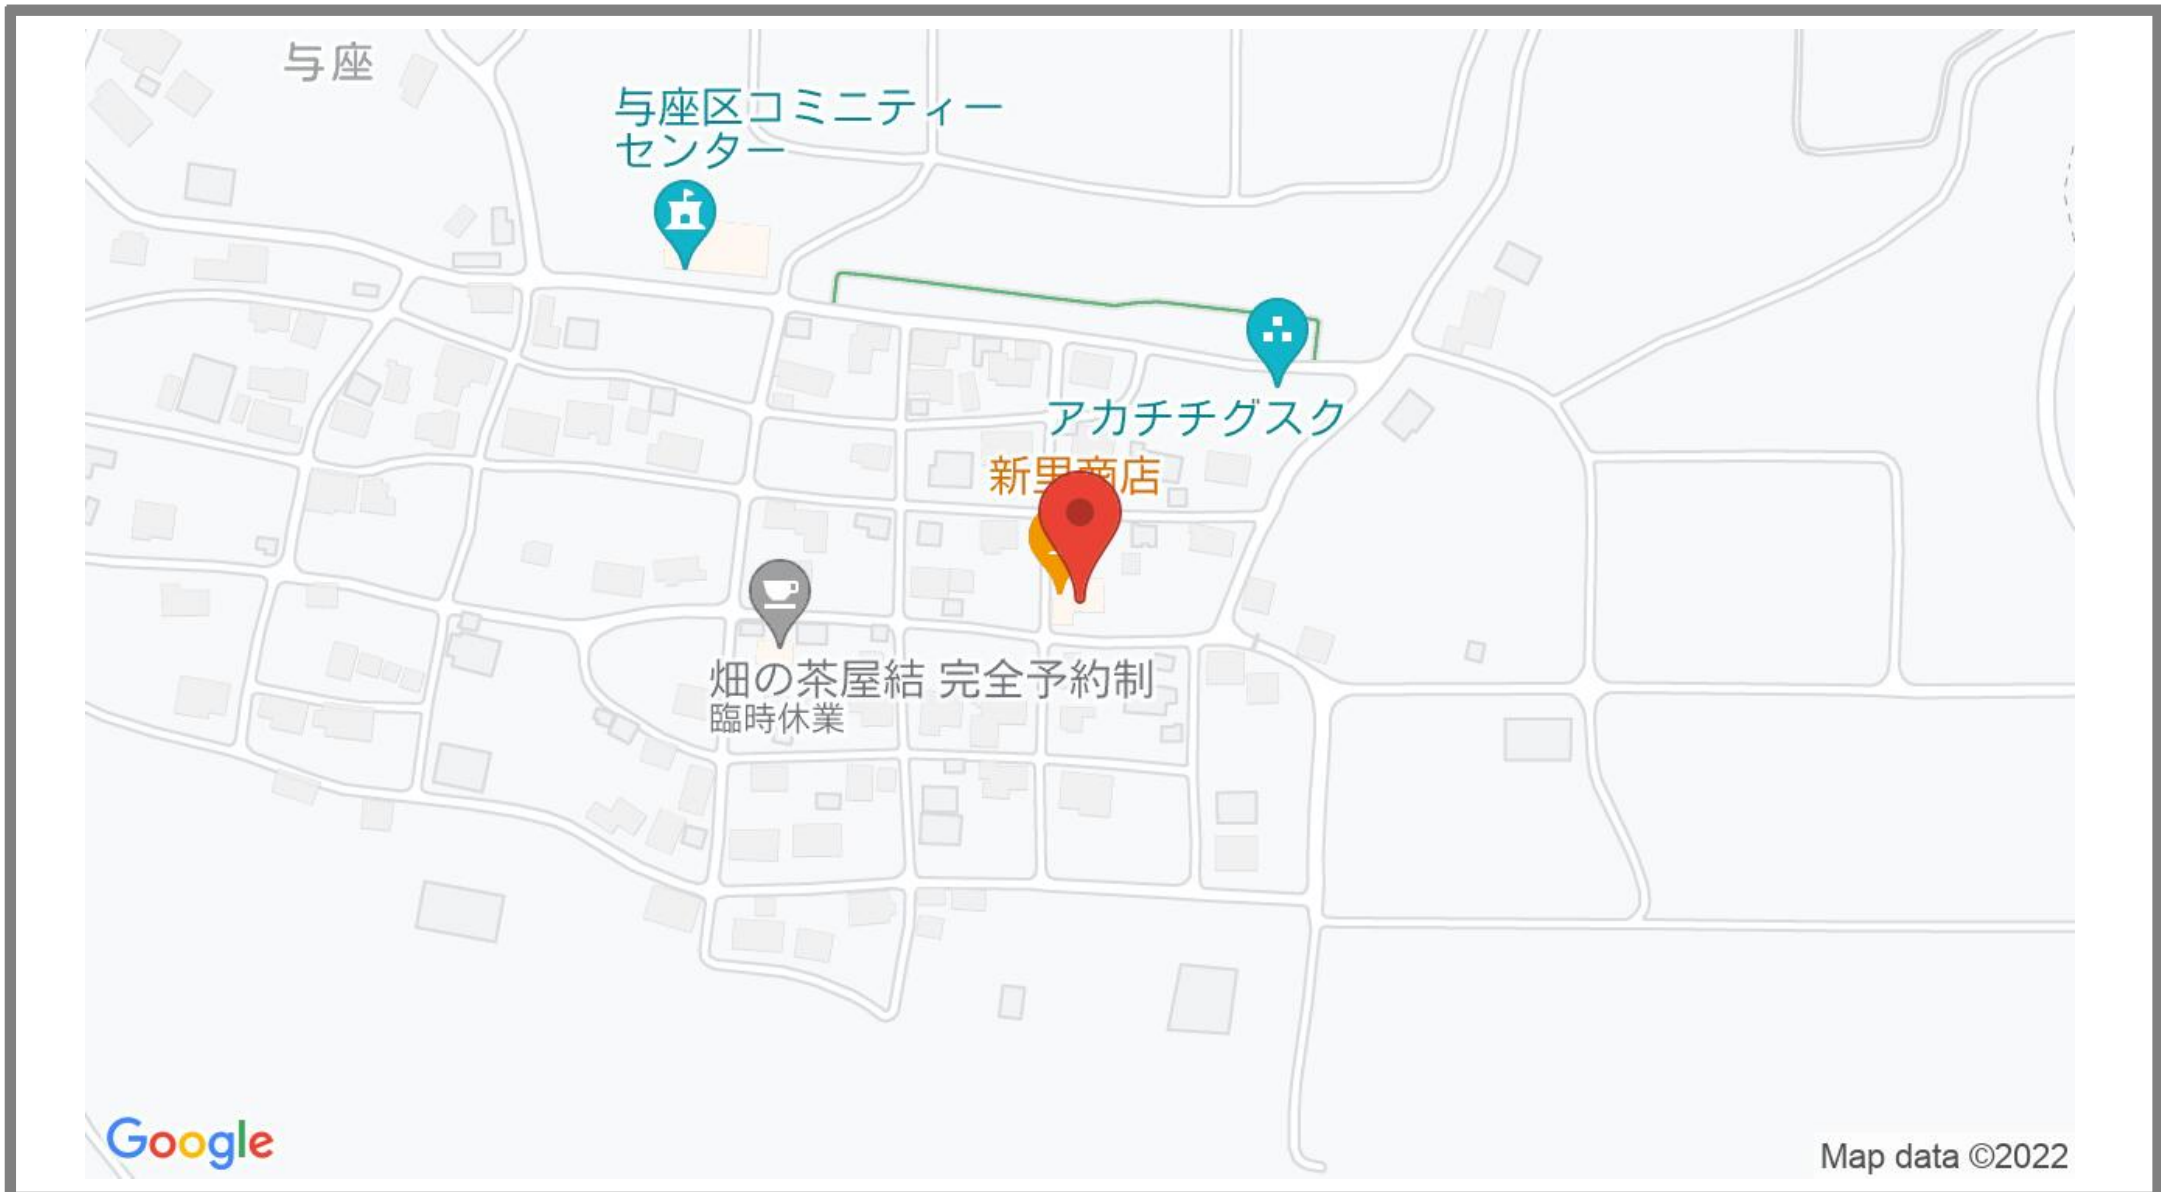 与座
与座区コミニティー
センター
アカチチグスク
新里商店
畑の茶屋結 完全予約制
臨時休業
Google
Map data ©2022